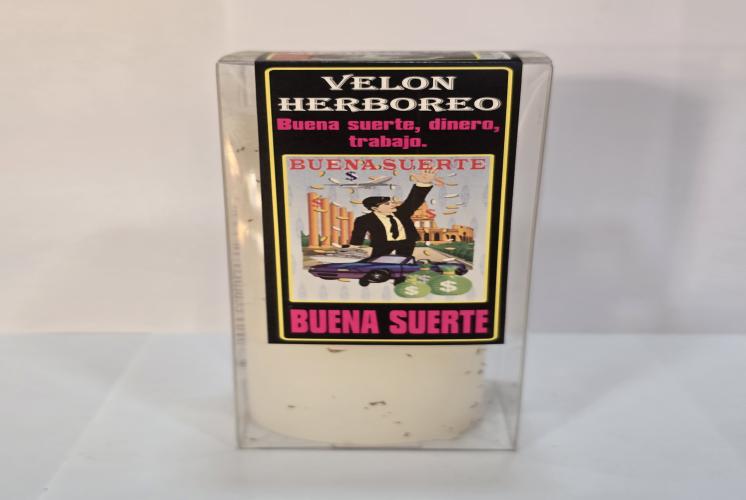 VELON
HERBOREO
Buena suerte, dinero,
trabajo.
BUENA SUERTE
$
$
$
$ $
BUENA SUERTE